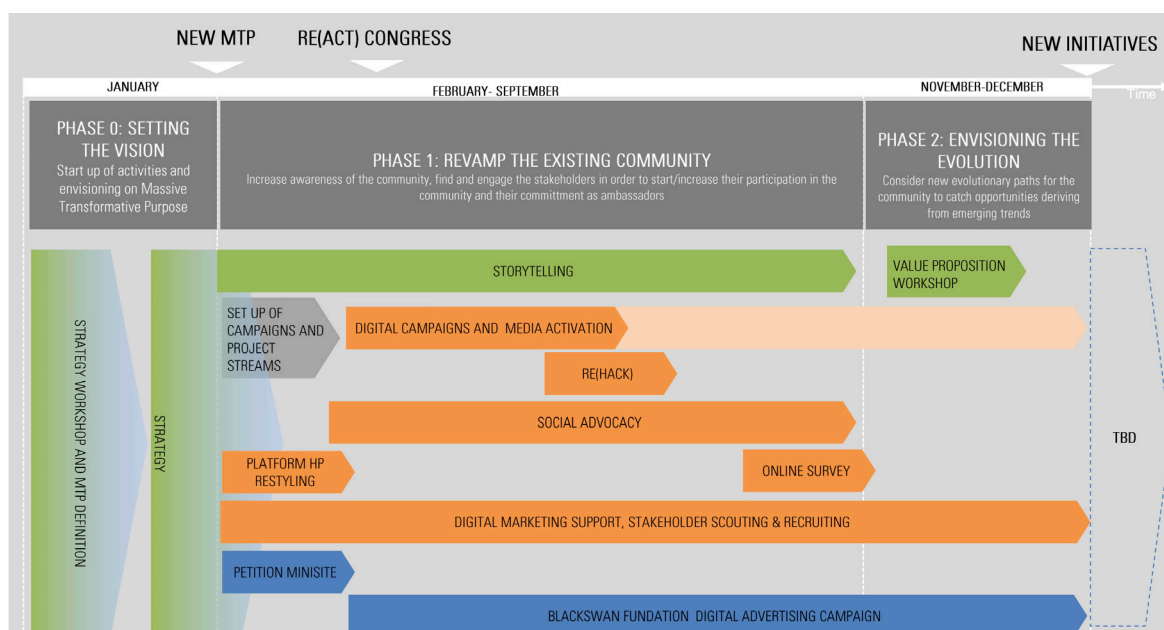 NEW MTP
RE(ACT) CONGRESS
NEW INITIATIVES
JANUARY
FEBRUARY- SEPTEMBER
NOVEMBER-DECEMBER
Time
PHASE 0: SETTING
THE VISION
Start up of activities and
envisioning on Massive
Transformative Purpose
PHASE 1: REVAMP THE EXISTING COMMUNITY
Increase awareness of the community, find and engage the stakeholders in order to start/increase their participation in the
community and their committment as ambassadors
PHASE 2: ENVISIONING THE
EVOLUTION
Consider new evolutionary paths for the
community to catch opportunities deriving
from emerging trends
STRATEGY WORKSHOP AND MTP DEFINITION
STRATEGY
STORYTELLING
VALUE PROPOSITION
WORKSHOP
SET UP OF
CAMPAIGNS AND
PROJECT
STREAMS
DIGITAL CAMPAIGNS AND MEDIA ACTIVATION
RE(HACK)
SOCIAL ADVOCACY
PLATFORM HP
RESTYLING
ONLINE SURVEY
DIGITAL MARKETING SUPPORT, STAKEHOLDER SCOUTING & RECRUITING
PETITION MINISITE
BLACKSWAN FUNDATION DIGITAL ADVERTISING CAMPAIGN
TBD